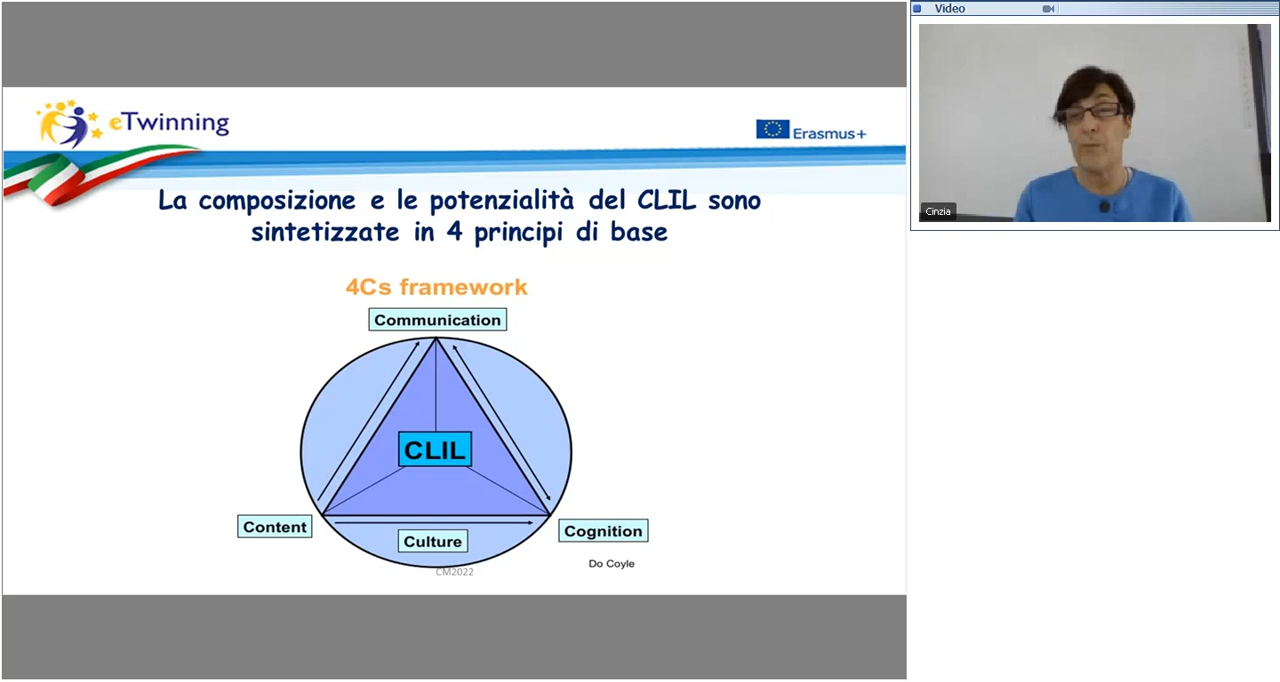 eTwinning
Erasmus+
La composizione e le potenzialità del CLIL sono
sintetizzate in 4 principi di base
4Cs framework
Communication
CLIL
Content
Culture
Cognition
Do Coyle
CM2022
Video
Cinzia